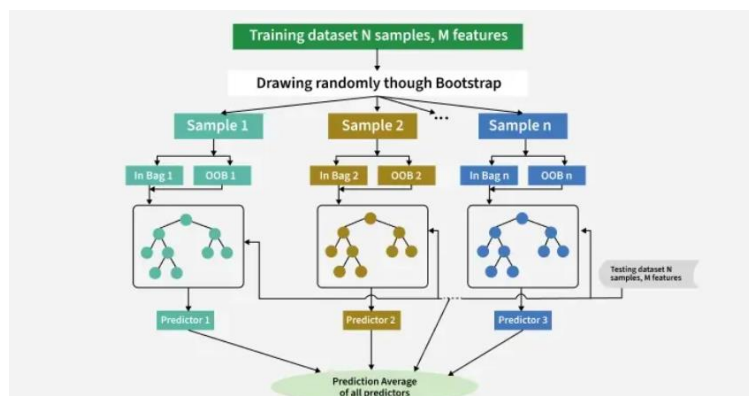 Training dataset N samples, M features
Drawing randomly though Bootstrap
Sample 1
Sample 2
...
Sample n
In Bag 1
OOB 1
In Bag 2
OOB 2
In Bag n
OOB n
Testing dataset N
samples, M features
Predictor 1
Predictor 2
Predictor 3
Prediction Average
of all predictors